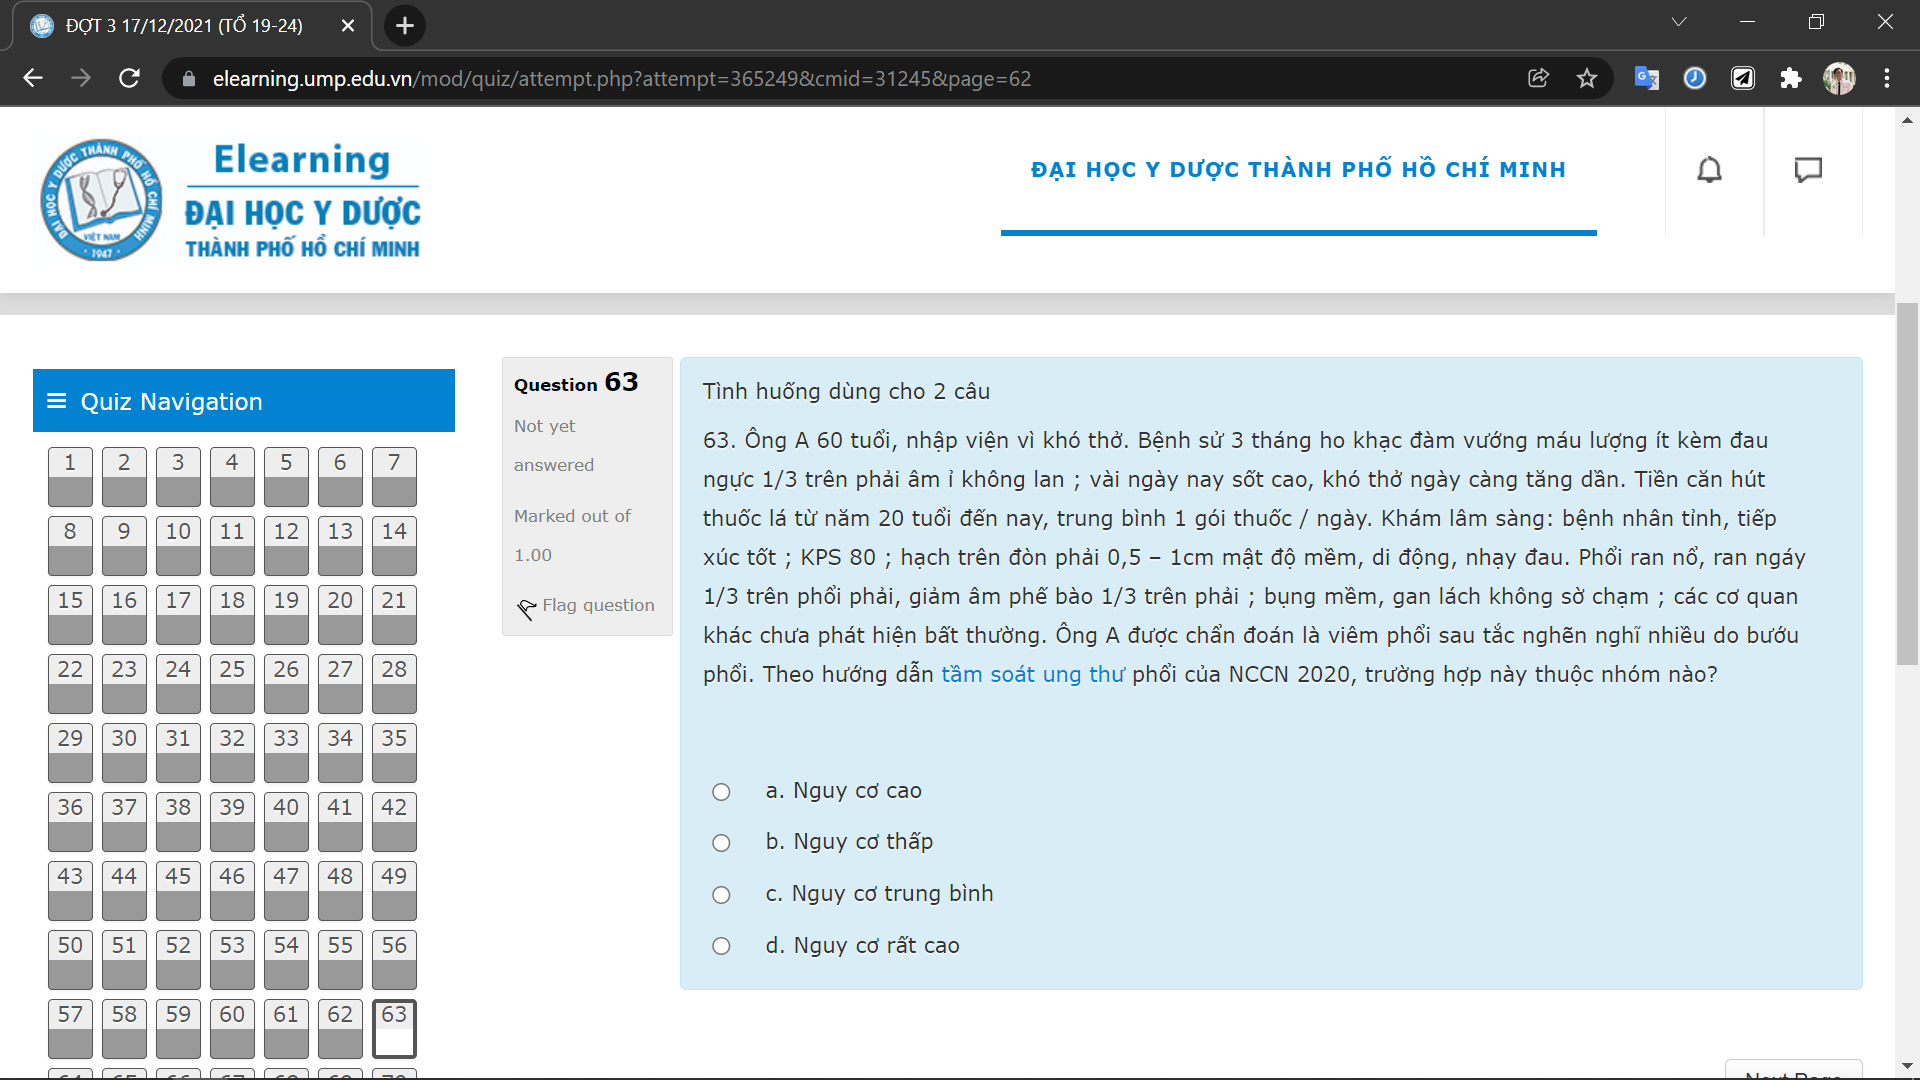 ĐỢT 3 17/12/2021 (TỔ 19-24)
elearning.ump.edu.vn/mod/quiz/attempt.php?attempt=365249&cmid=31245&page=62
ĐẠI HỌC Y DƯỢC THÀNH PHỐ HỒ CHÍ MINH
VIỆT NAM
1947
Elearning
ĐẠI HỌC Y DƯỢC
THÀNH PHỐ HỒ CHÍ MINH
ĐẠI HỌC Y DƯỢC THÀNH PHỐ HỒ CHÍ MINH
Quiz Navigation
1 2 3 4 5 6 7
8 9 10 11 12 13 14
15 16 17 18 19 20 21
22 23 24 25 26 27 28
29 30 31 32 33 34 35
36 37 38 39 40 41 42
43 44 45 46 47 48 49
50 51 52 53 54 55 56
57 58 59 60 61 62 63
Question 63
Not yet
answered
Marked out of
1.00
Flag question
Tình huống dùng cho 2 câu
63. Ông A 60 tuổi, nhập viện vì khó thở. Bệnh sử 3 tháng ho khạc đàm vướng máu lượng ít kèm đau
ngực 1/3 trên phải âm ỉ không lan ; vài ngày nay sốt cao, khó thở ngày càng tăng dần. Tiền căn hút
thuốc lá từ năm 20 tuổi đến nay, trung bình 1 gói thuốc / ngày. Khám lâm sàng: bệnh nhân tỉnh, tiếp
xúc tốt ; KPS 80 ; hạch trên đòn phải 0,5 – 1cm mật độ mềm, di động, nhạy đau. Phổi ran nổ, ran ngáy
1/3 trên phổi phải, giảm âm phế bào 1/3 trên phải ; bụng mềm, gan lách không sờ chạm ; các cơ quan
khác chưa phát hiện bất thường. Ông A được chẩn đoán là viêm phổi sau tắc nghẽn nghĩ nhiều do bướu
phổi. Theo hướng dẫn tầm soát ung thư phổi của NCCN 2020, trường hợp này thuộc nhóm nào?
a. Nguy cơ cao
b. Nguy cơ thấp
c. Nguy cơ trung bình
d. Nguy cơ rất cao
Next Page